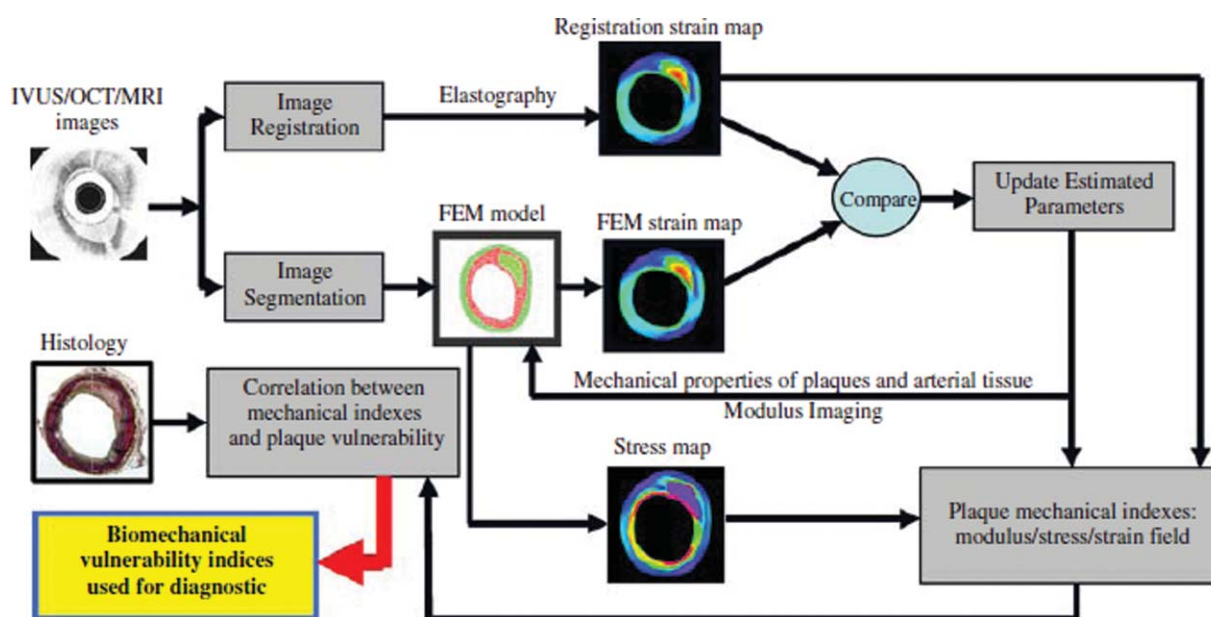 Registration strain map
IVUS/OCT/MRI
images
Image
Registration
Elastography
Compare
Update Estimated
Parameters
FEM model
FEM strain map
Image
Segmentation
Histology
Correlation between
mechanical indexes
and plaque vulnerability
Mechanical properties of plaques and arterial tissue
Modulus Imaging
Stress map
Plaque mechanical indexes:
modulus/stress/strain field
Biomechanical
vulnerability indices
used for diagnostic